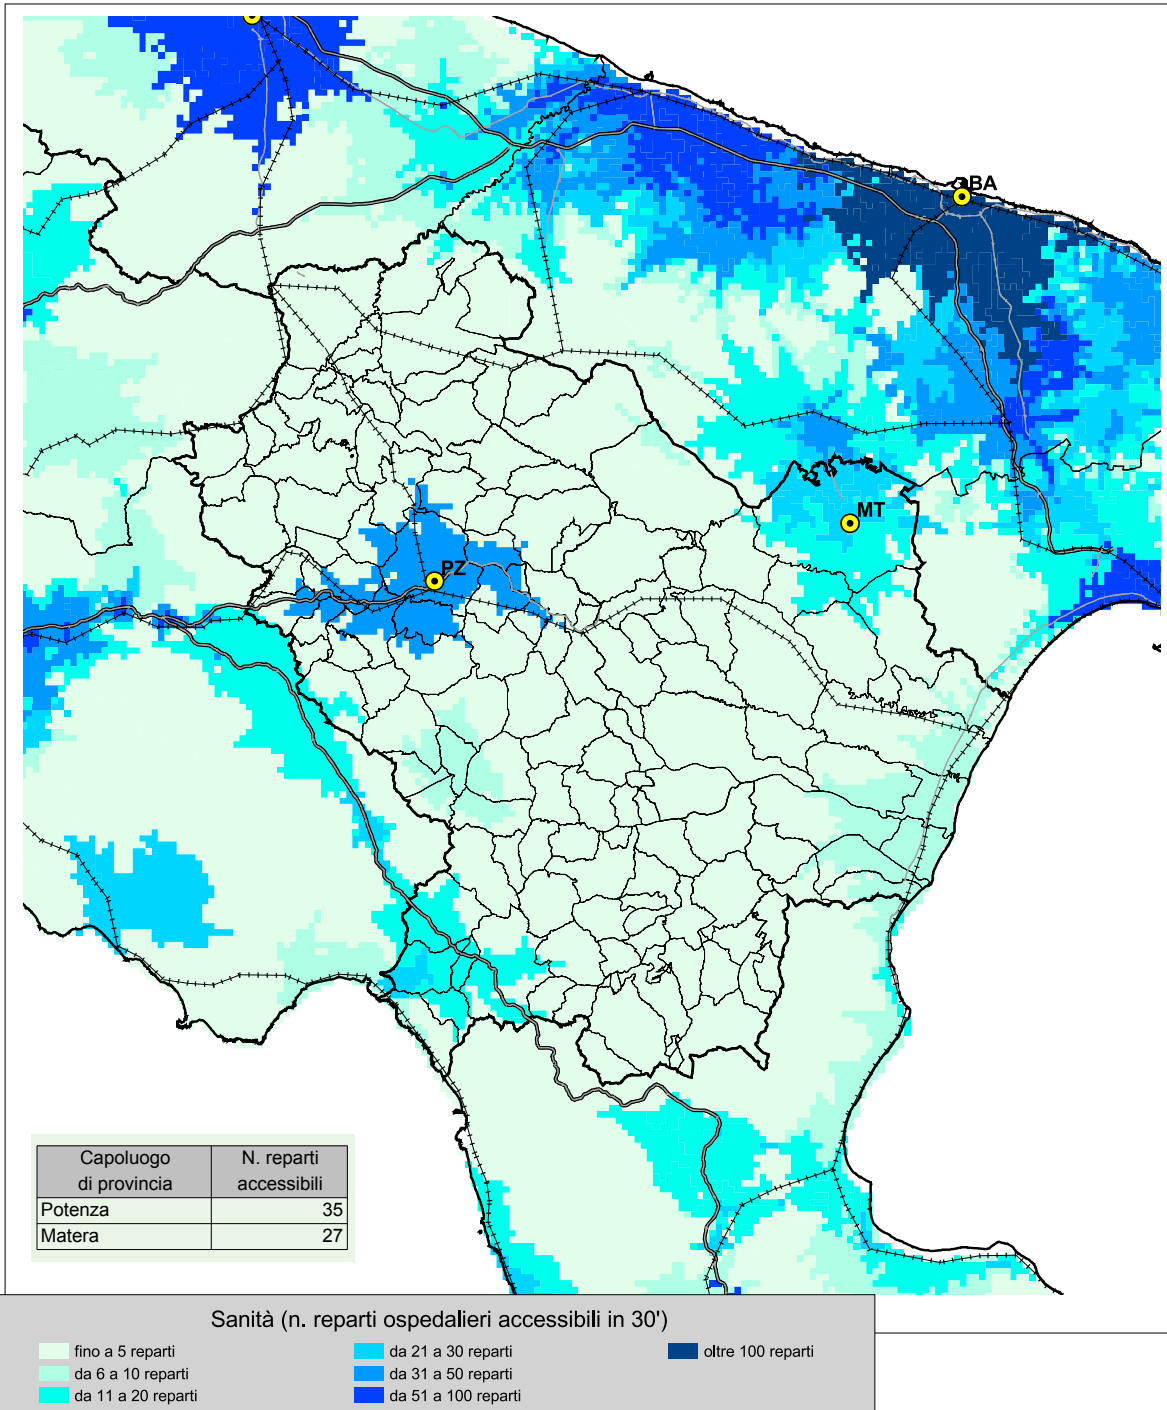 BA
MT
PZ
Capoluogo di provincia N. reparti accessibili
Potenza 35
Matera 27
Sanità (n. reparti ospedalieri accessibili in 30')
fino a 5 reparti
da 6 a 10 reparti
da 11 a 20 reparti
da 21 a 30 reparti
da 31 a 50 reparti
da 51 a 100 reparti
oltre 100 reparti